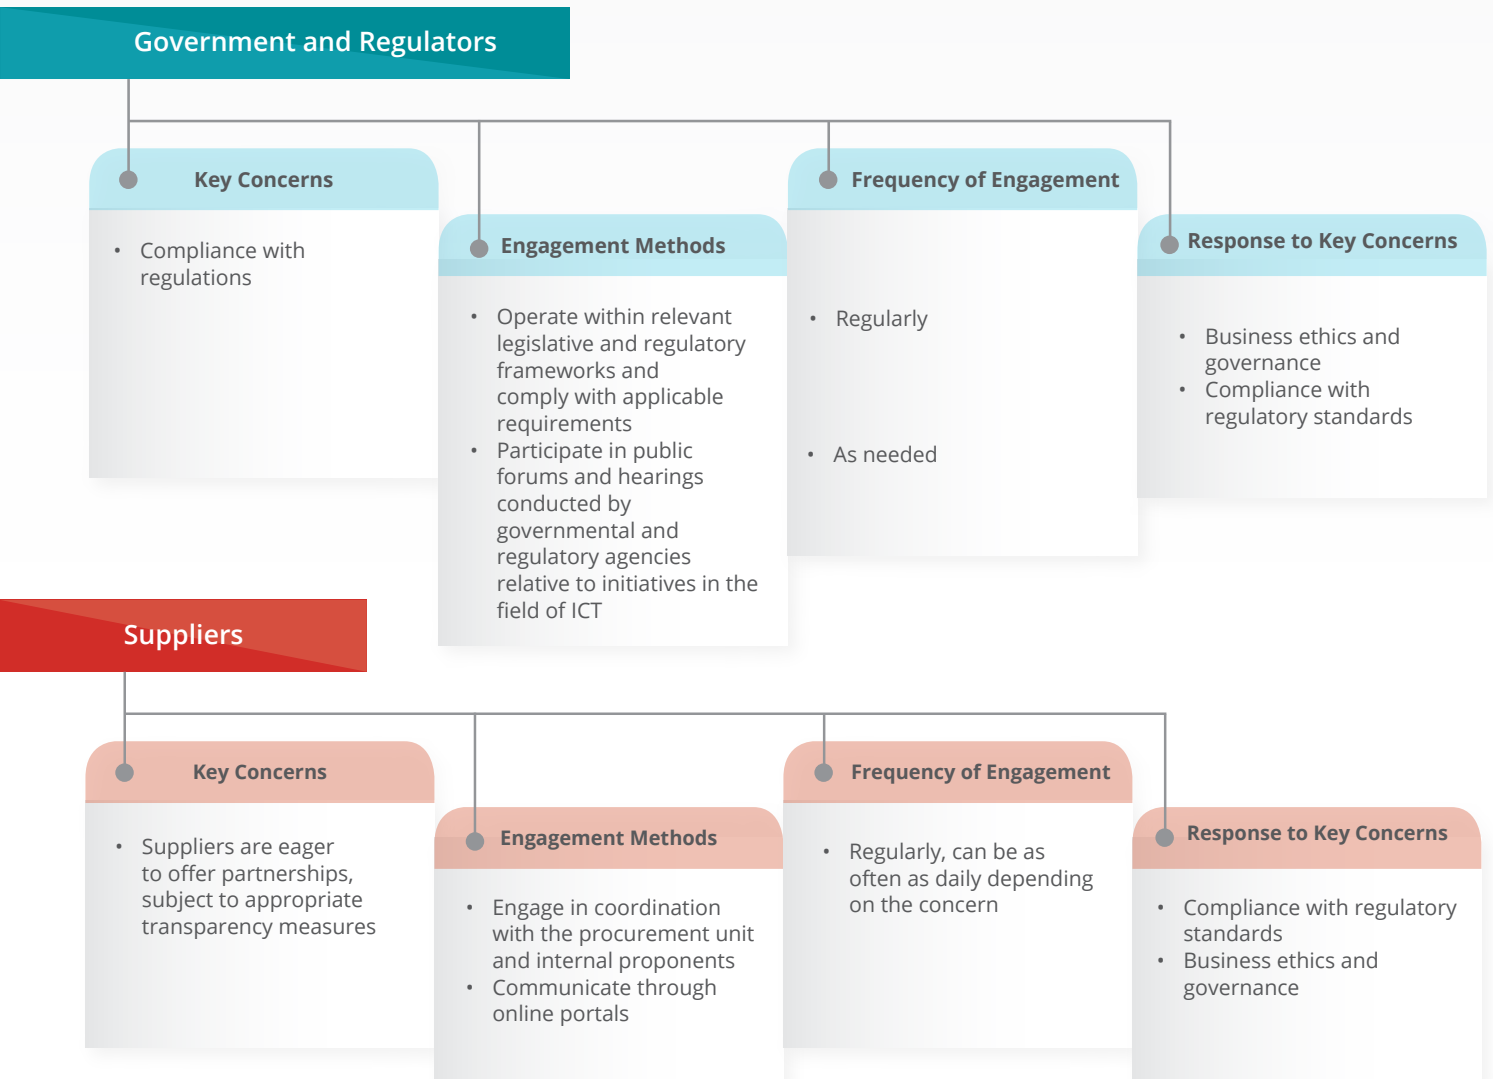 Government and Regulators
Key Concerns
• Compliance with
regulations
Engagement Methods
• Operate within relevant
legislative and regulatory
frameworks and
comply with applicable
requirements
• Participate in public
forums and hearings
conducted by
governmental and
regulatory agencies
relative to initiatives in the
field of ICT
Frequency of Engagement
• Regularly
• As needed
Response to Key Concerns
• Business ethics and
governance
• Compliance with
regulatory standards
Suppliers
Key Concerns
• Suppliers are eager
to offer partnerships,
subject to appropriate
transparency measures
Engagement Methods
• Engage in coordination
with the procurement unit
and internal proponents
• Communicate through
online portals
Frequency of Engagement
• Regularly, can be as
often as daily depending
on the concern
Response to Key Concerns
• Compliance with regulatory
standards
• Business ethics and
governance